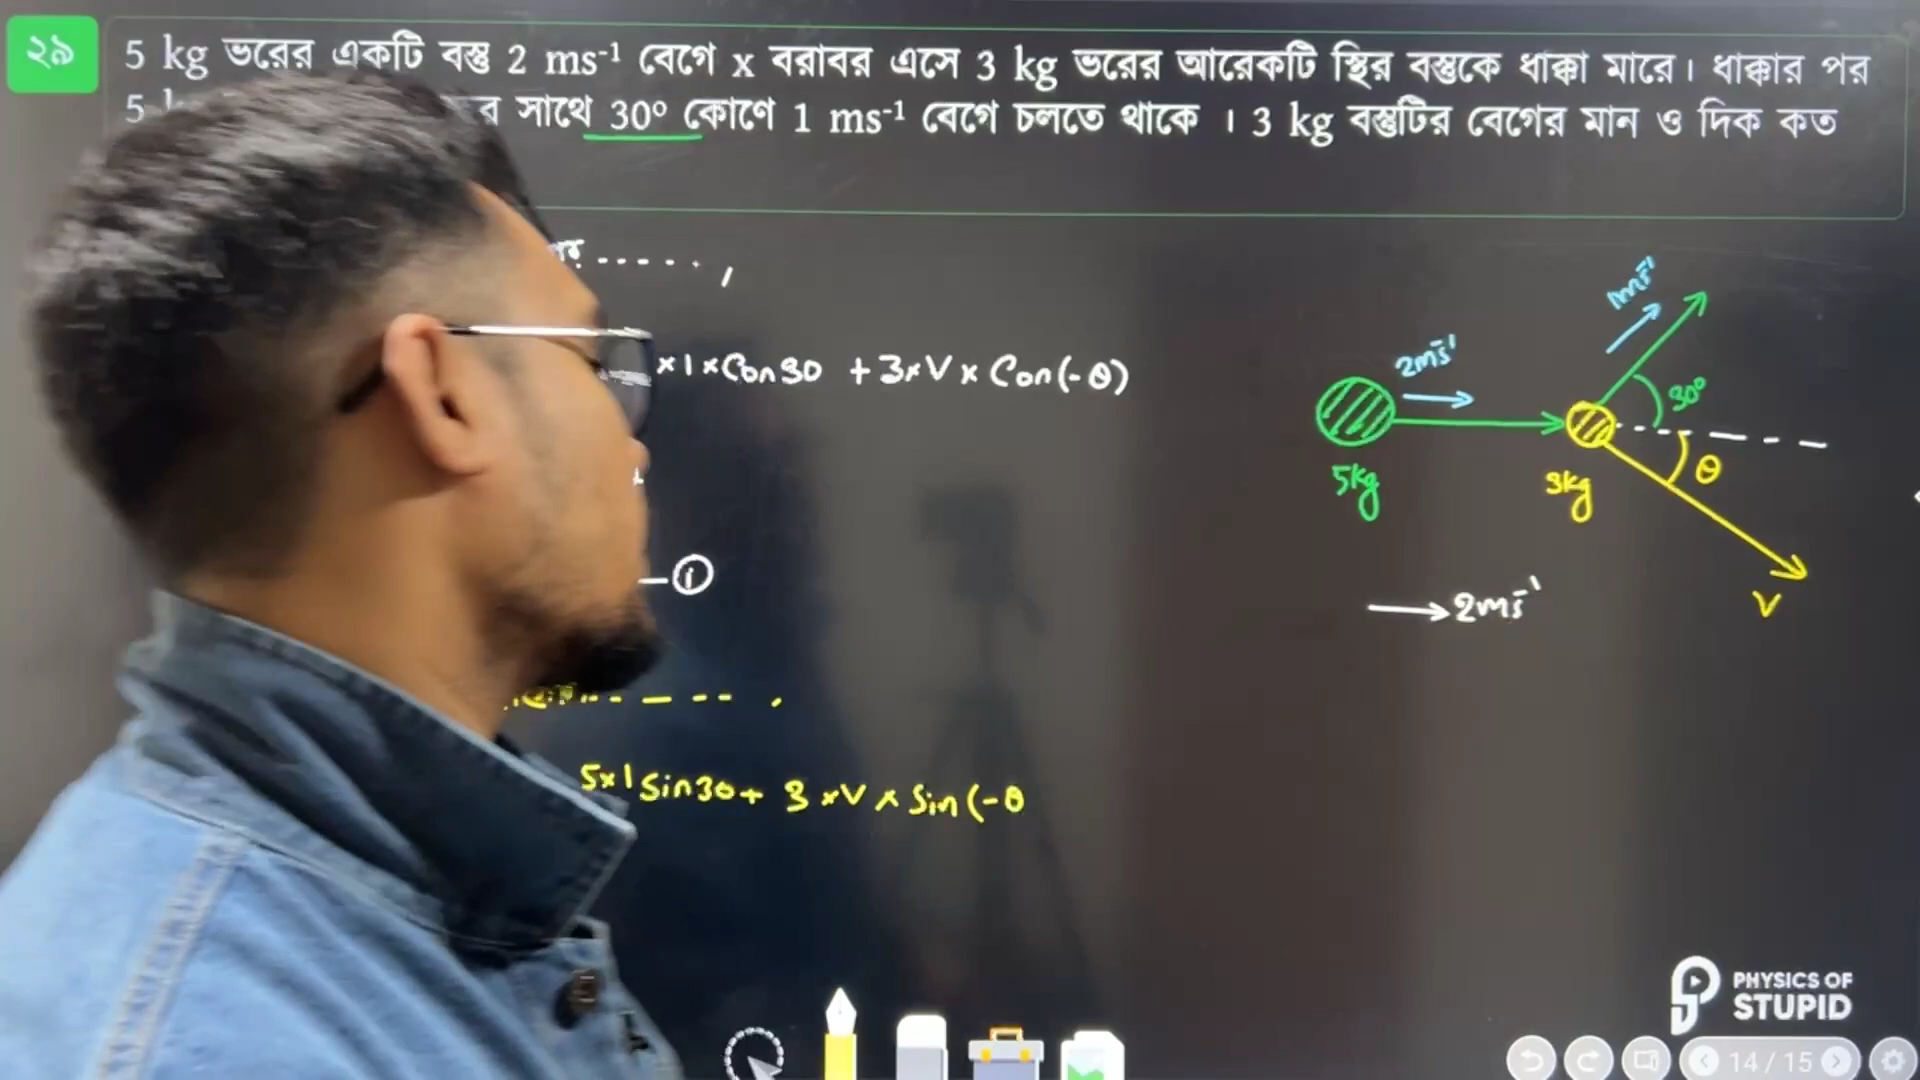 ২৯
5 kg ভরের একটি বস্তু 2 ms⁻¹ বেগে x বরাবর এসে 3 kg ভরের আরেকটি স্থির বস্তুকে ধাক্কা মারে। ধাক্কার পর
5 সাথে 30° কোণে 1 ms⁻¹ বেগে চলতে থাকে । 3 kg বস্তুটির বেগের মান ও দিক কত
×1×Cos30 +3×V× Cos(-θ)
—(i)
5×1 Sin30+ 3×V× Sin(-θ
1ms⁻¹
2ms⁻¹
30°
θ
5kg
3kg
V
→2ms⁻¹
PHYSICS OF
STUPID
14 / 15